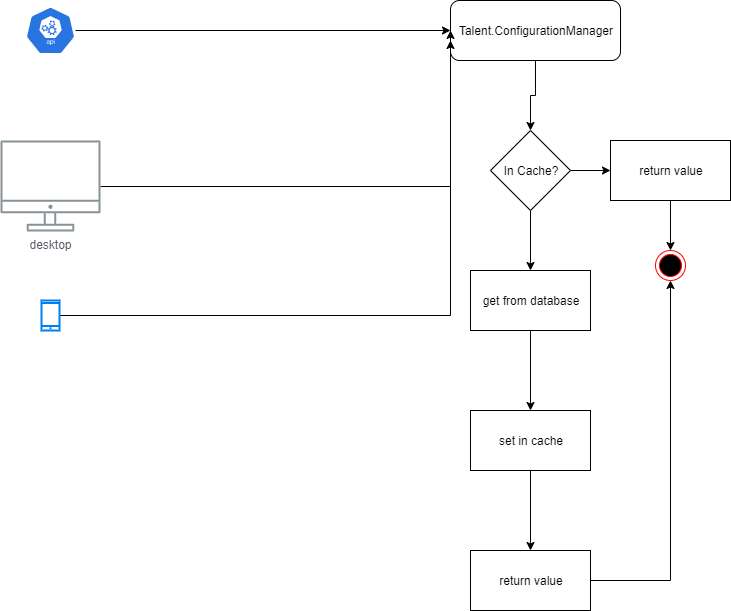 api
Talent.ConfigurationManager
In Cache?
return value
desktop
get from database
set in cache
return value